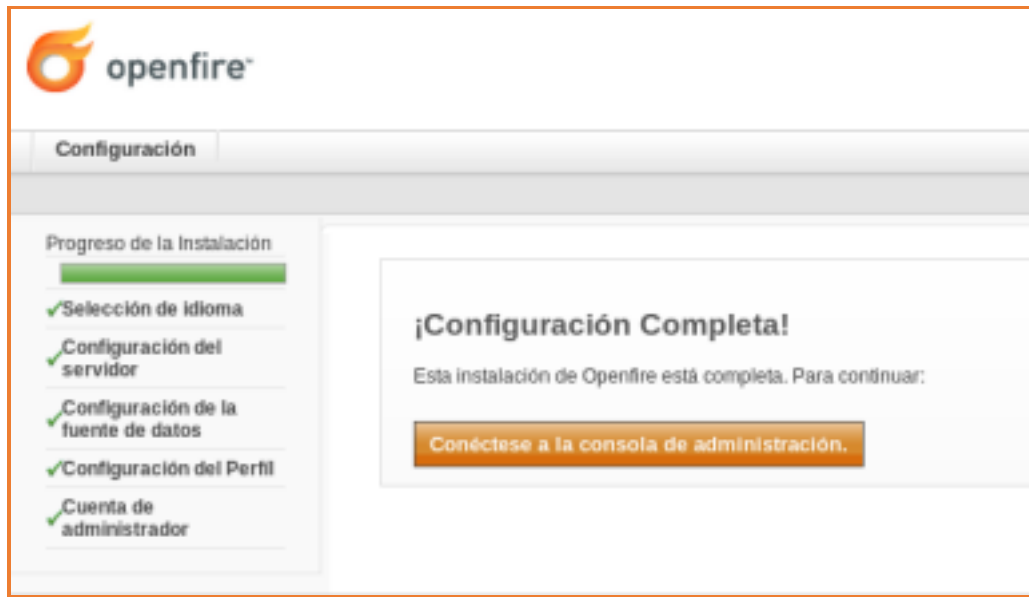 openfire™
Configuración
Progreso de la Instalación
Selección de idioma
Configuración del
servidor
Configuración de la
fuente de datos
Configuración del Perfil
Cuenta de
administrador
¡Configuración Completa!
Esta instalación de Openfire está completa. Para continuar:
Conéctese a la consola de administración.